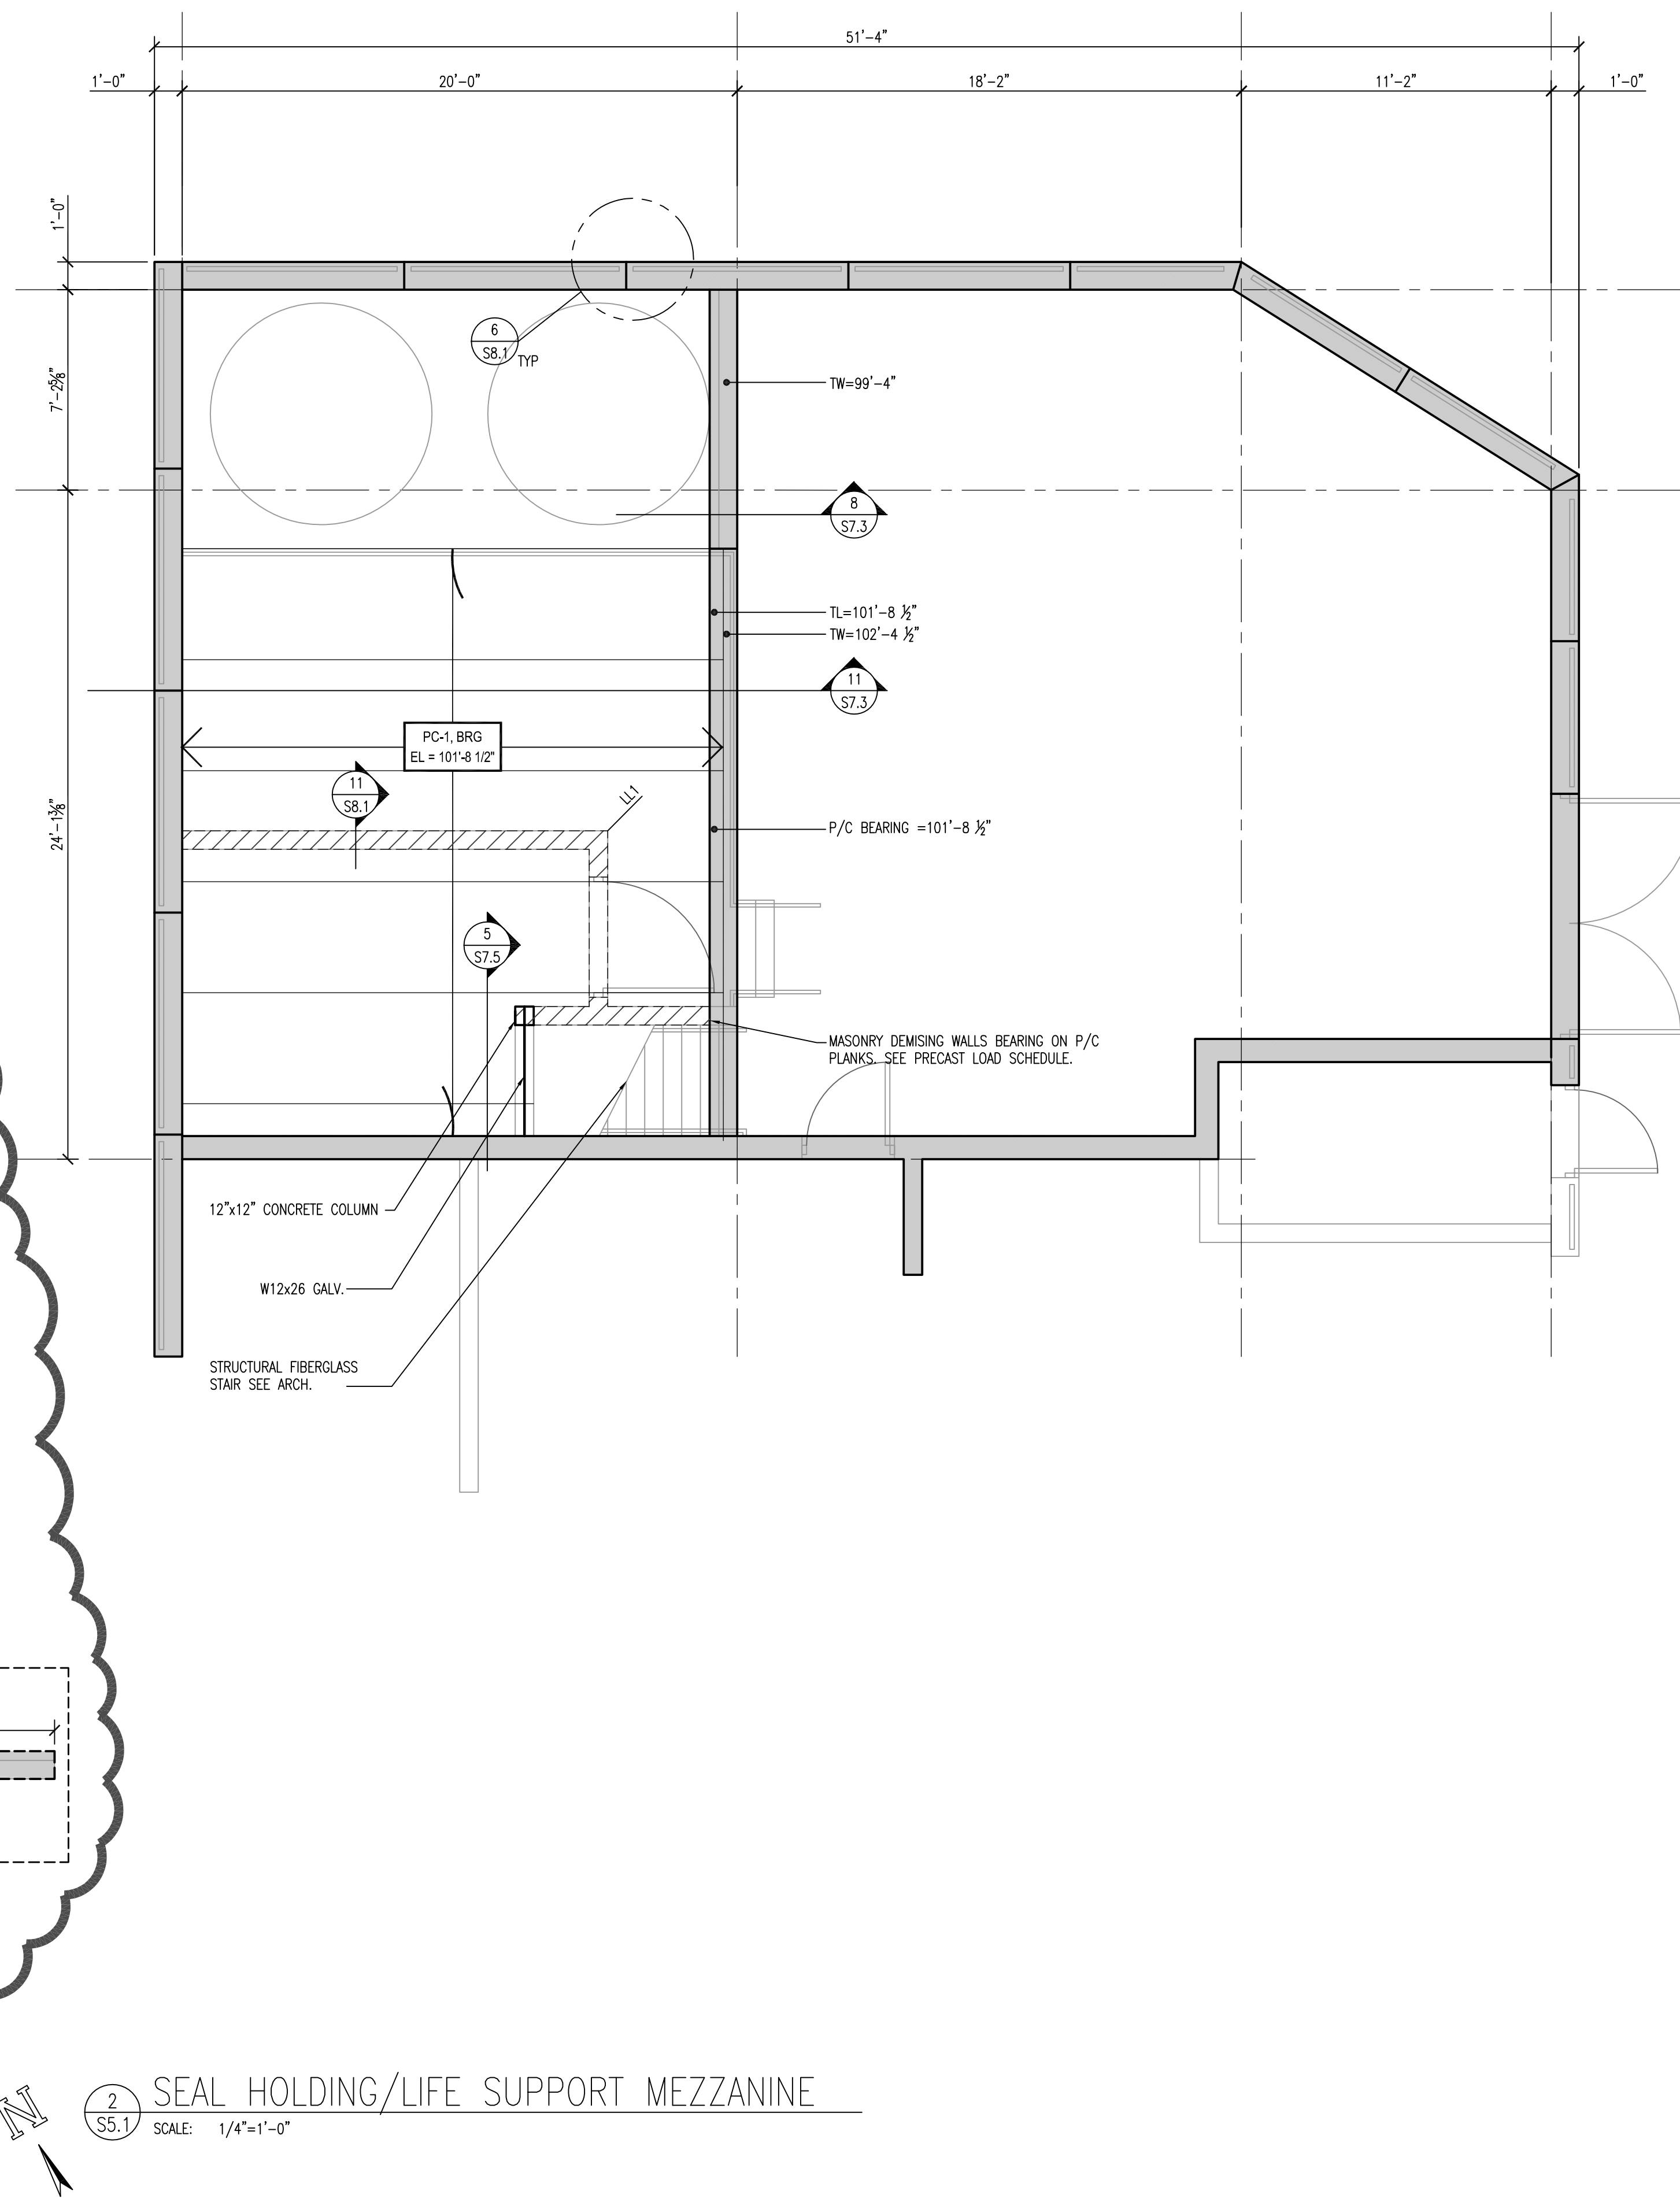 51'-4"
1'-0"
20'-0"
18'-2"
11'-2"
1'-0"
1'-0"
7'-2⅝"
24'-1⅜"
6
S8.1
TYP
TW=99'-4"
8
S7.3
TL=101'-8 ½"
TW=102'-4 ½"
11
S7.3
PC-1, BRG
EL = 101'-8 1/2"
11
S8.1
LL1
P/C BEARING =101'-8 ½"
5
S7.5
MASONRY DEMISING WALLS BEARING ON P/C
PLANKS. SEE PRECAST LOAD SCHEDULE.
12"x12" CONCRETE COLUMN
W12x26 GALV.
STRUCTURAL FIBERGLASS
STAIR SEE ARCH.
N
2
S5.1
SEAL HOLDING/LIFE SUPPORT MEZZANINE
SCALE: 1/4"=1'-0"